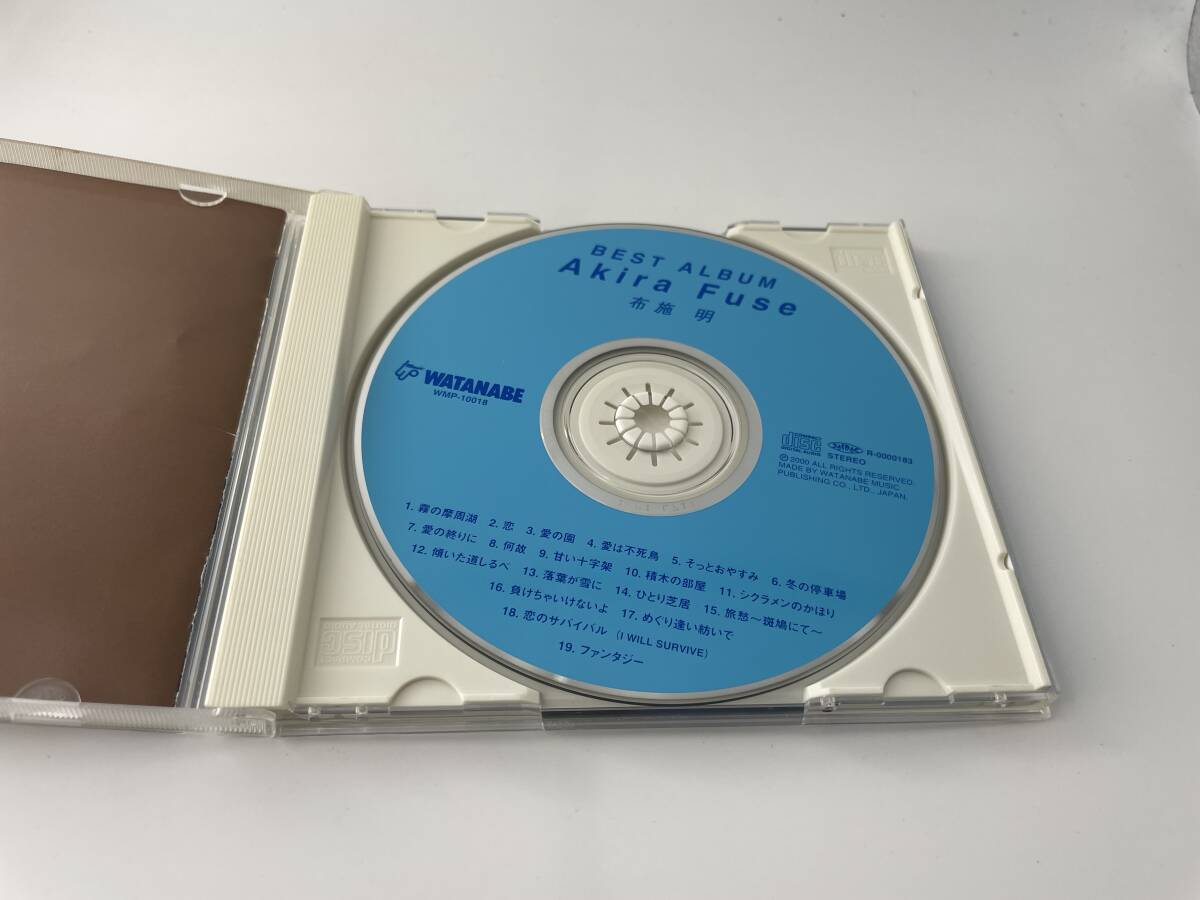 BEST ALBUM
Akira Fuse
布施 明
WATANABE
WMP-10018
COMPACT
disc
DIGITAL AUDIO
STEREO
R-0000183
Ⓟ 2000 ALL RIGHTS RESERVED.
MADE BY WATANABE MUSIC
PUBLISHING CO., LTD., JAPAN.
1. 霧の摩周湖 2. 恋 3. 愛の園 4. 愛は不死鳥 5. そっとおやすみ 6. 冬の停車場
7. 愛の終りに 8. 何故 9. 甘い十字架 10. 積木の部屋 11. シクラメンのかほり
12. 傾いた道しるべ 13. 落葉が雪に 14. ひとり芝居 15. 旅愁〜斑鳩にて〜
16. 負けちゃいけないよ 17. めぐり逢い紡いで
18. 恋のサバイバル (I WILL SURVIVE)
19. ファンタジー